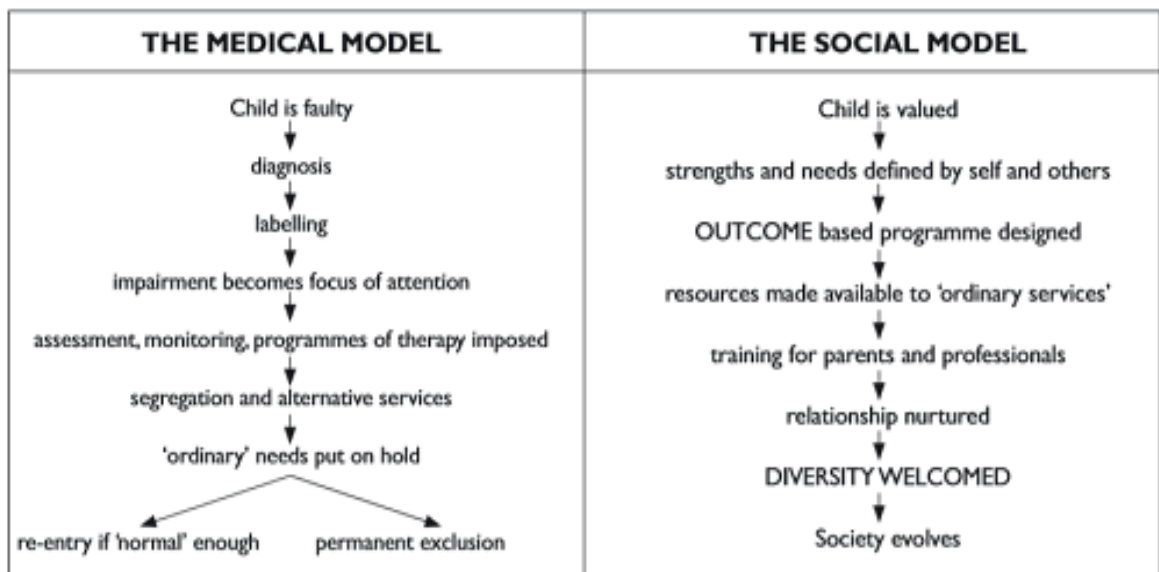 THE MEDICAL MODEL
Child is faulty
diagnosis
labelling
impairment becomes focus of attention
assessment, monitoring, programmes of therapy imposed
segregation and alternative services
‘ordinary’ needs put on hold
re-entry if ‘normal’ enough
permanent exclusion
THE SOCIAL MODEL
Child is valued
strengths and needs defined by self and others
OUTCOME based programme designed
resources made available to ‘ordinary services’
training for parents and professionals
relationship nurtured
DIVERSITY WELCOMED
Society evolves